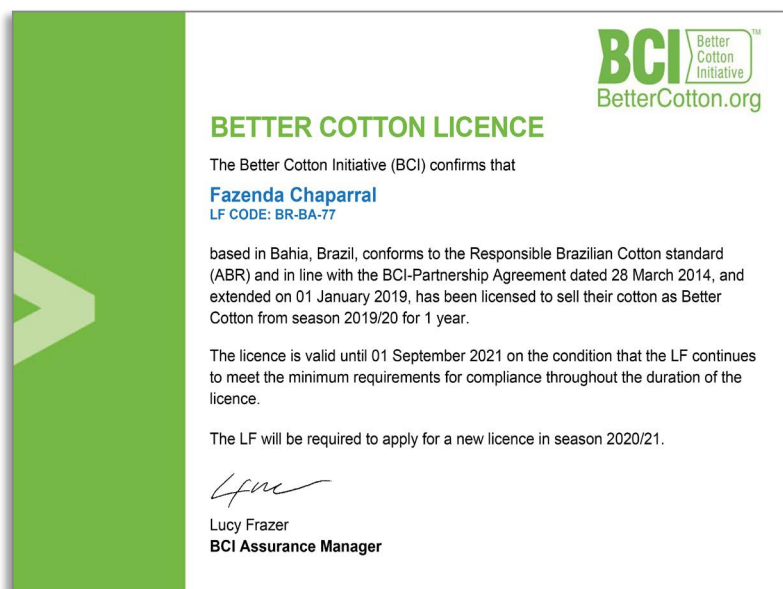 BCI Better
Cotton
Initiative
TM
BetterCotton.org
BETTER COTTON LICENCE
The Better Cotton Initiative (BCI) confirms that
Fazenda Chaparral
LF CODE: BR-BA-77
based in Bahia, Brazil, conforms to the Responsible Brazilian Cotton standard
(ABR) and in line with the BCI-Partnership Agreement dated 28 March 2014, and
extended on 01 January 2019, has been licensed to sell their cotton as Better
Cotton from season 2019/20 for 1 year.
The licence is valid until 01 September 2021 on the condition that the LF continues
to meet the minimum requirements for compliance throughout the duration of the
licence.
The LF will be required to apply for a new licence in season 2020/21.
Lucy Frazer
BCI Assurance Manager